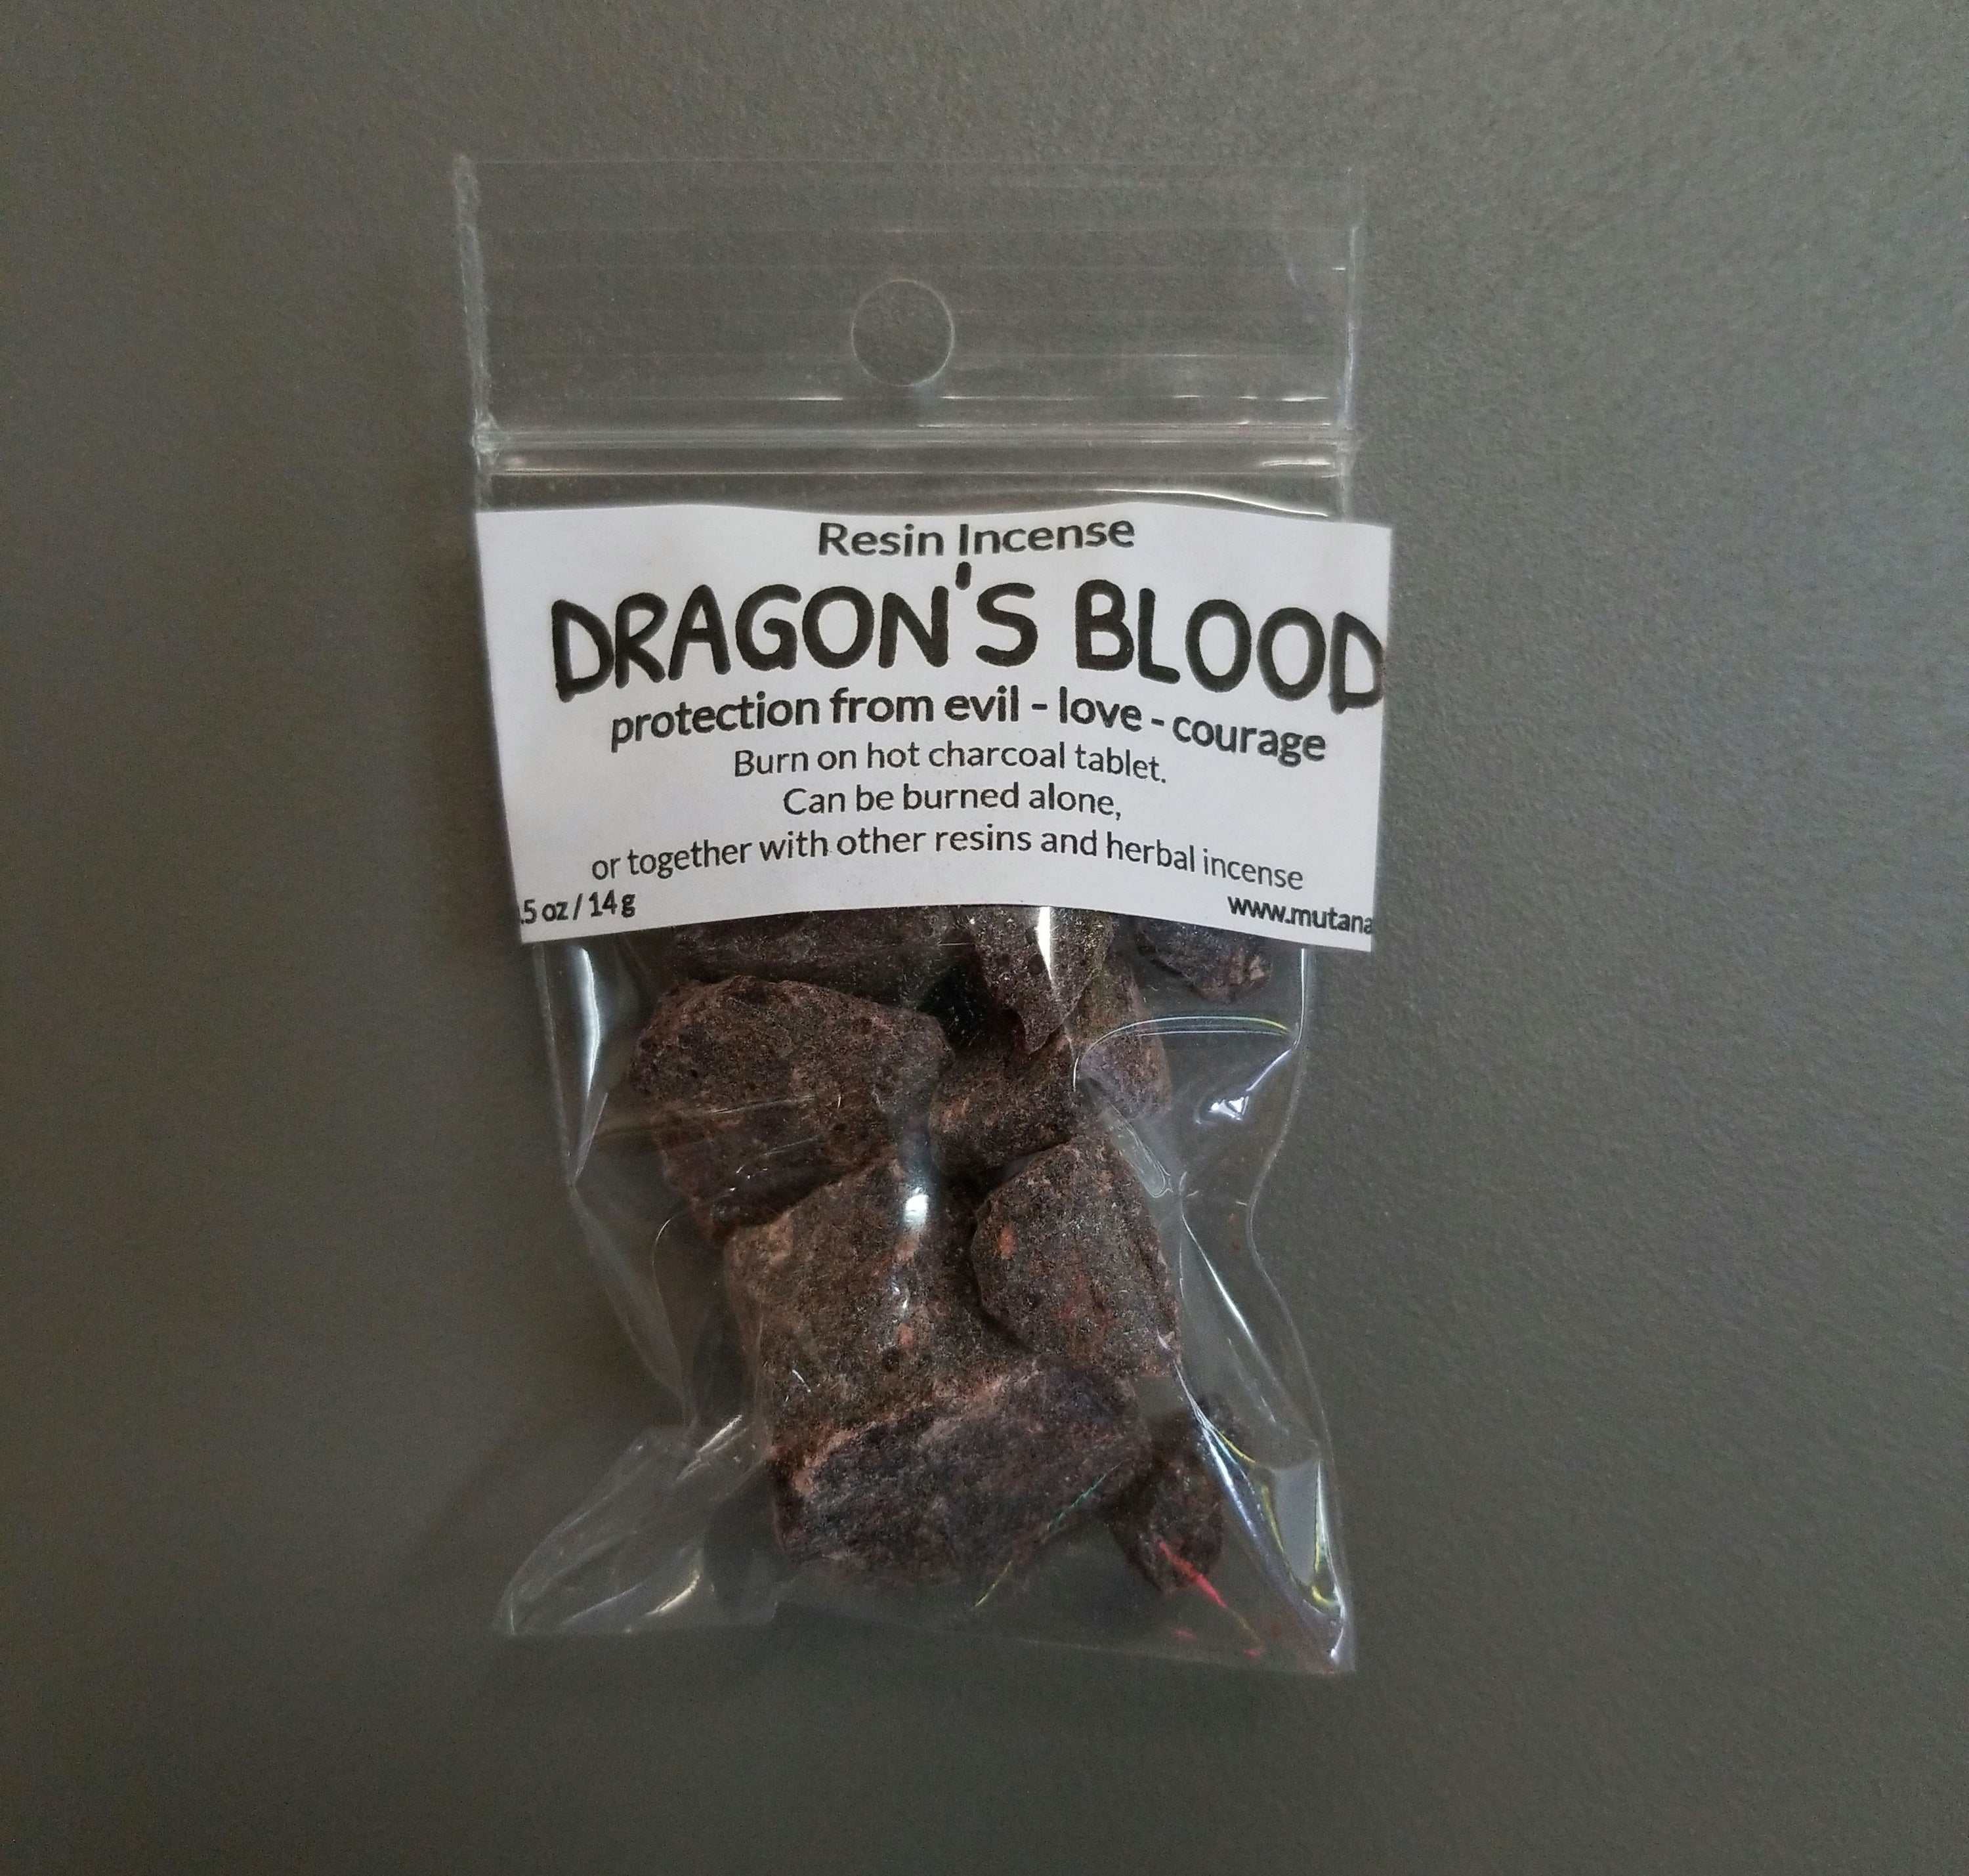 Resin Incense
DRAGON'S BLOOD
protection from evil - love - courage
Burn on hot charcoal tablet.
Can be burned alone,
or together with other resins and herbal incense
.5 oz / 14 g
www.mutana